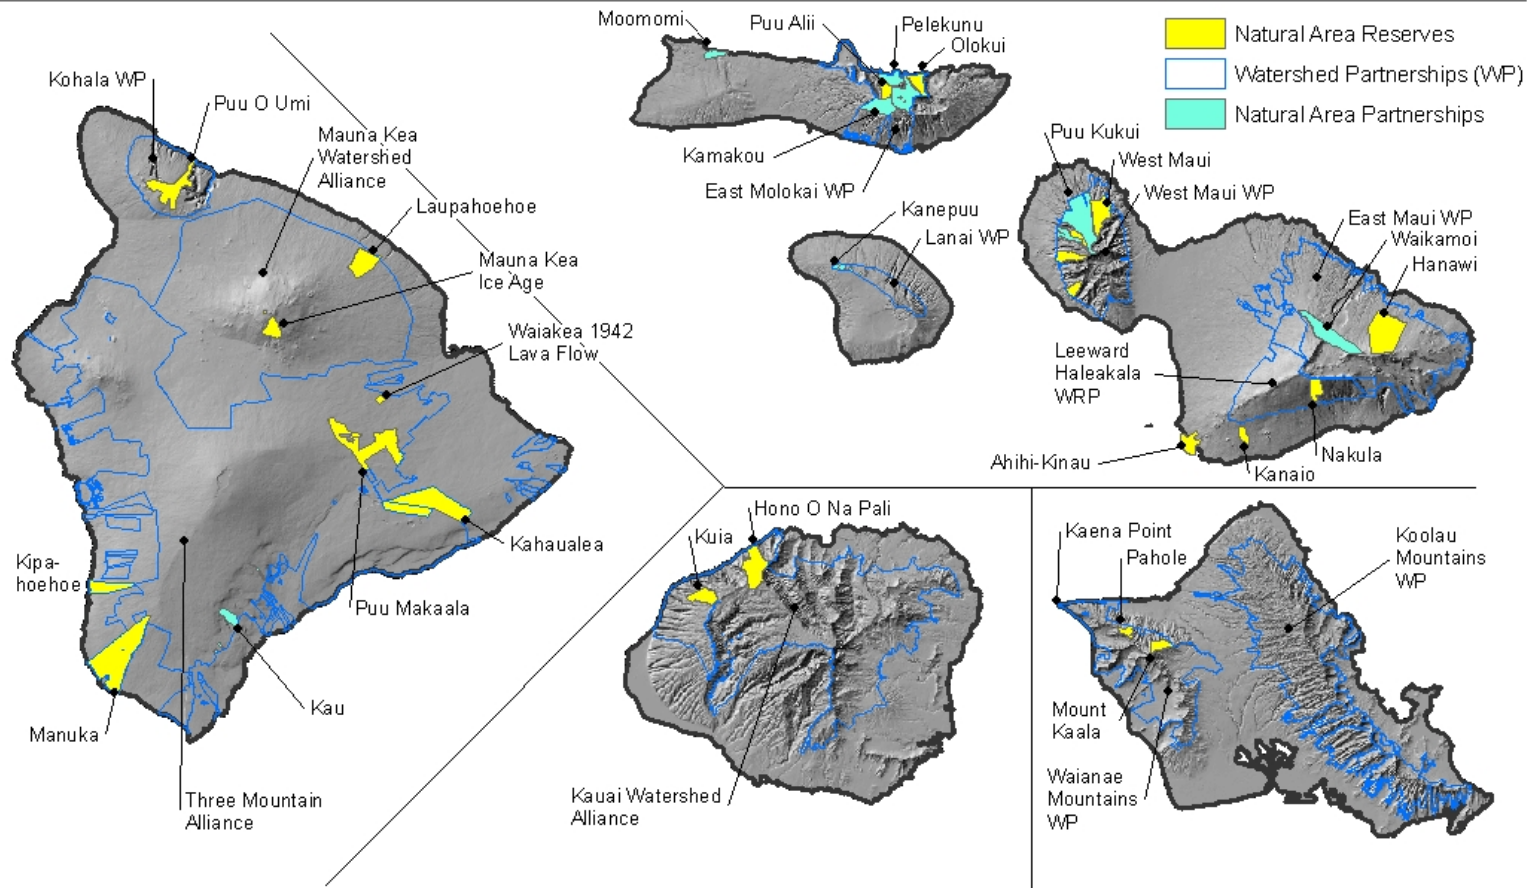 Natural Area Reserves
Watershed Partnerships (WP)
Natural Area Partnerships
Kohala WP
Puu O Umi
Mauna Kea
Watershed
Alliance
Laupahoehoe
Mauna Kea
Ice Age
Waiakea 1942
Lava Flow
Kahaualea
Puu Makaala
Kipa-
hoehoe
Kau
Manuka
Three Mountain
Alliance
Moomomi
Puu Alii
Pelekunu
Olokui
Kamakou
East Molokai WP
Kanepuu
Lanai WP
Puu Kukui
West Maui
West Maui WP
East Maui WP
Waikamoi
Hanawi
Leeward
Haleakala
WRP
Ahihi-Kinau
Nakula
Kanaio
Hono O Na Pali
Kuia
Kauai Watershed
Alliance
Kaena Point
Pahole
Koolau
Mountains
WP
Mount
Kaala
Waianae
Mountains
WP